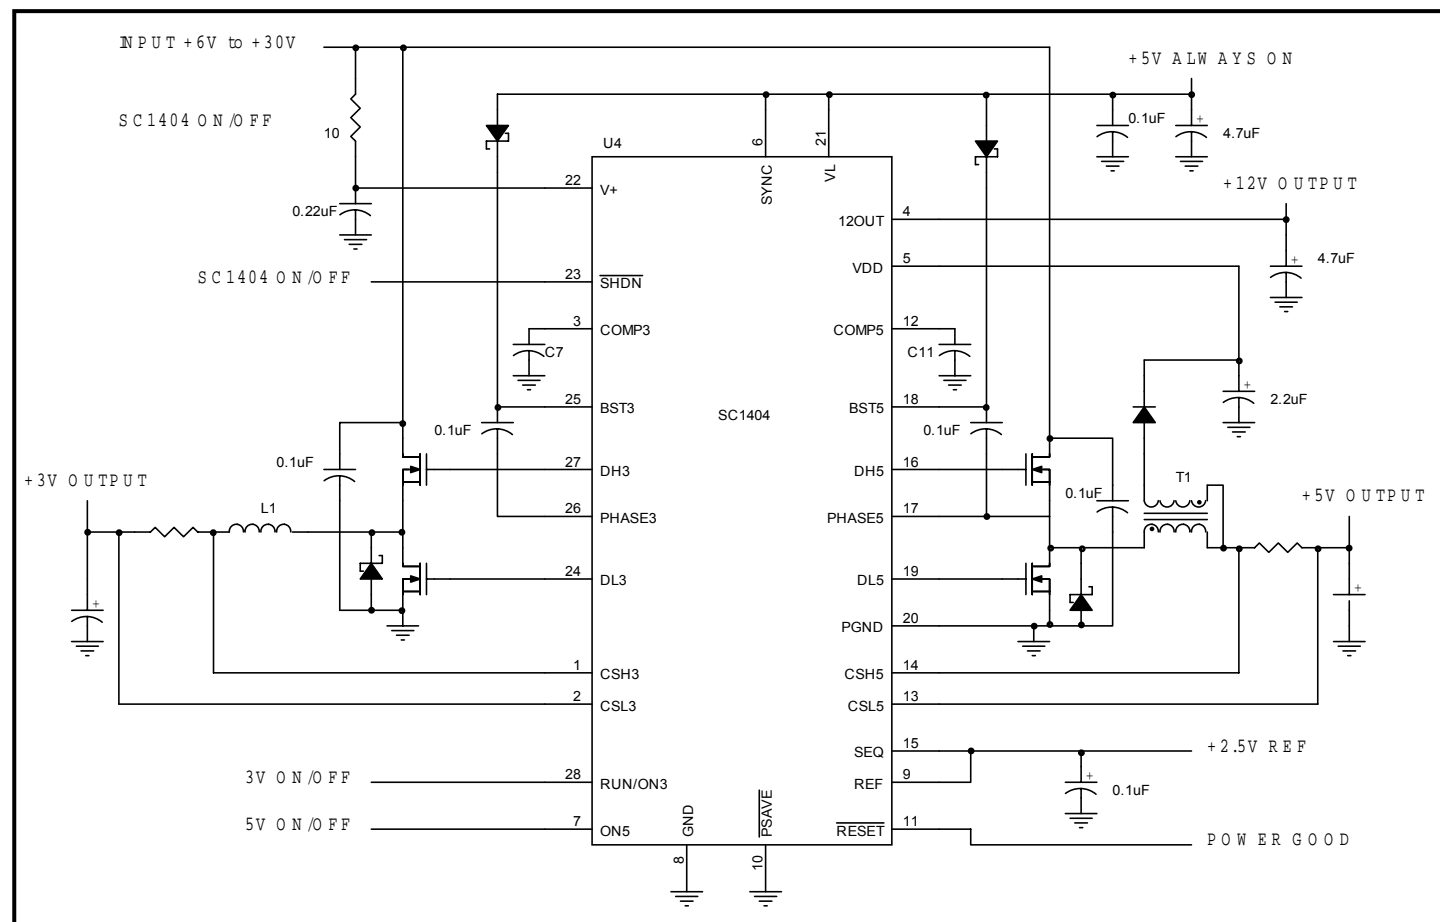 INPUT +6V to +30V
+5V ALWAYS ON
SC1404 ON/OFF
10
0.1uF
+
4.7uF
U4
6
21
SYNC
VL
22
V+
+12V OUTPUT
0.22uF
4
12OUT
+
4.7uF
5
VDD
SC1404 ON/OFF
23
SHDN
3
COMP3
12
COMP5
C7
C11
25
BST3
SC1404
18
BST5
+
2.2uF
0.1uF
0.1uF
0.1uF
27
DH3
16
DH5
+3V OUTPUT
T1
0.1uF
+5V OUTPUT
L1
26
PHASE3
17
PHASE5
24
DL3
19
DL5
+
+
20
PGND
1
CSH3
14
CSH5
2
CSL3
13
CSL5
15
SEQ
+2.5V REF
3V ON/OFF
28
RUN/ON3
9
REF
+
0.1uF
5V ON/OFF
7
ON5
GND
PSAVE
11
RESET
POWER GOOD
8
10